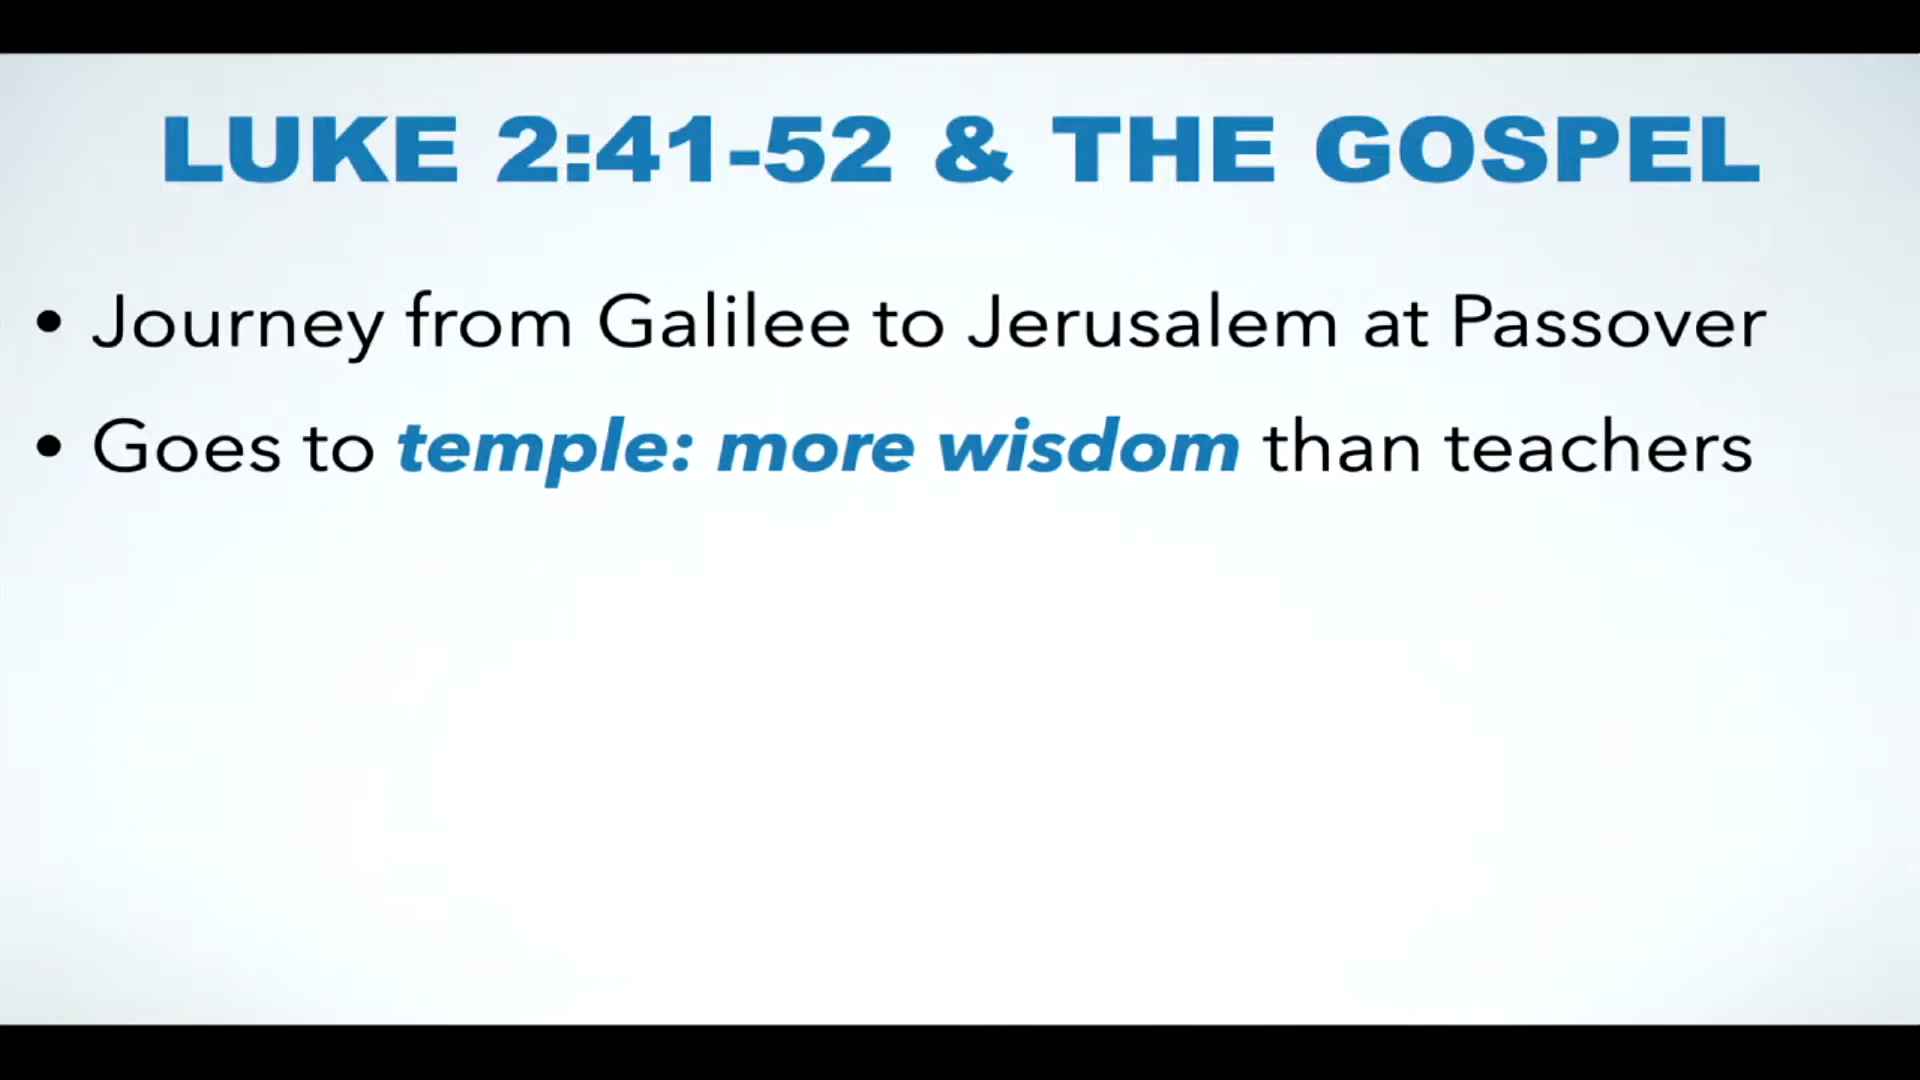 LUKE 2:41-52 & THE GOSPEL
• Journey from Galilee to Jerusalem at Passover
• Goes to temple: more wisdom than teachers